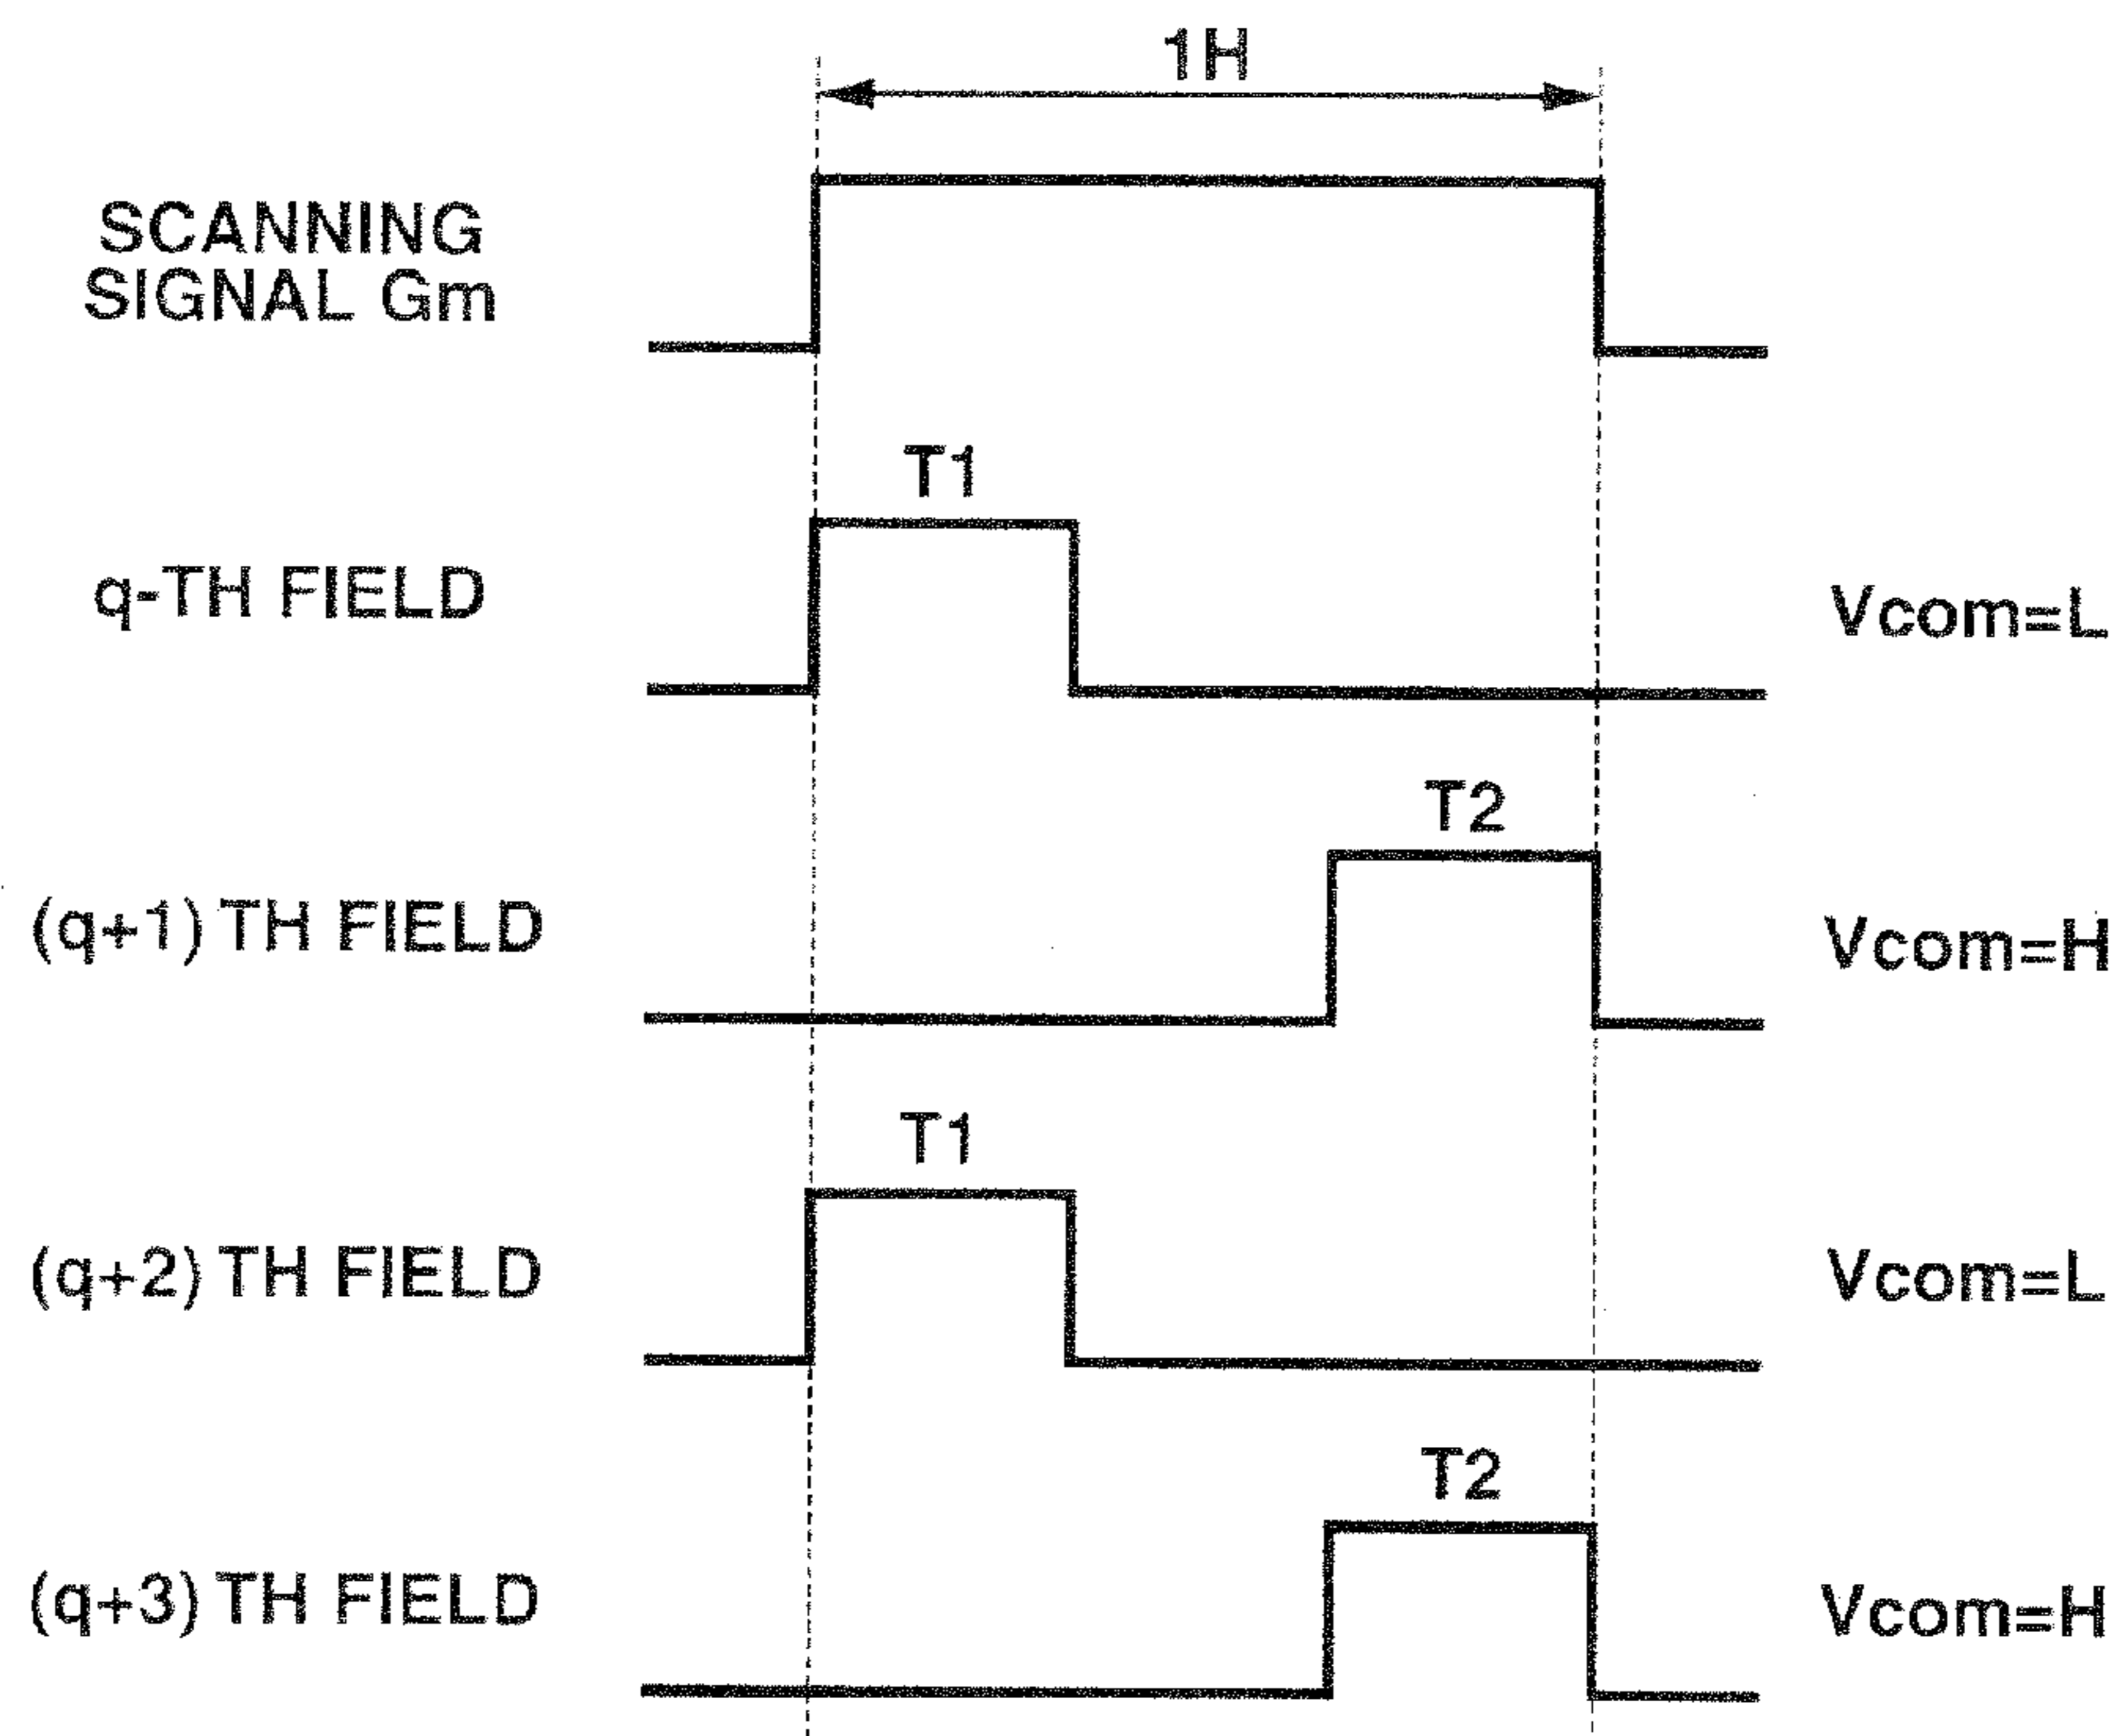 1H
SCANNING
SIGNAL Gm
T1
q-TH FIELD
Vcom=L
T2
(q+1) TH FIELD
Vcom=H
T1
(q+2) TH FIELD
Vcom=L
T2
(q+3) TH FIELD
Vcom=H